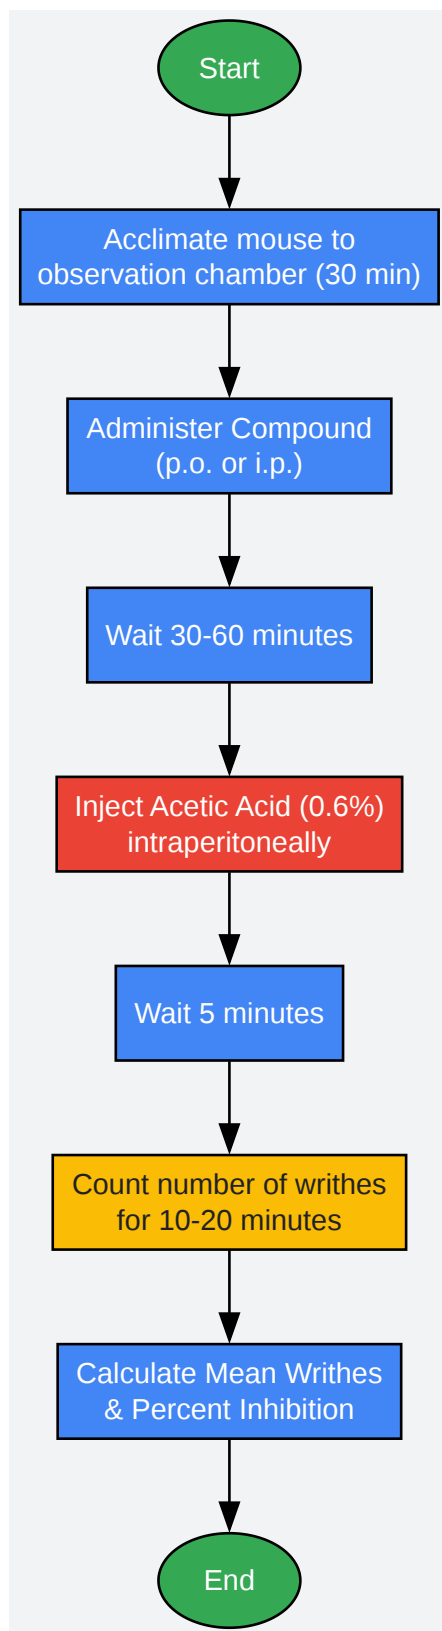 Start
Acclimate mouse to
observation chamber (30 min)
Administer Compound
(p.o. or i.p.)
Wait 30-60 minutes
Inject Acetic Acid (0.6%)
intraperitoneally
Wait 5 minutes
Count number of writhes
for 10-20 minutes
Calculate Mean Writhes
& Percent Inhibition
End